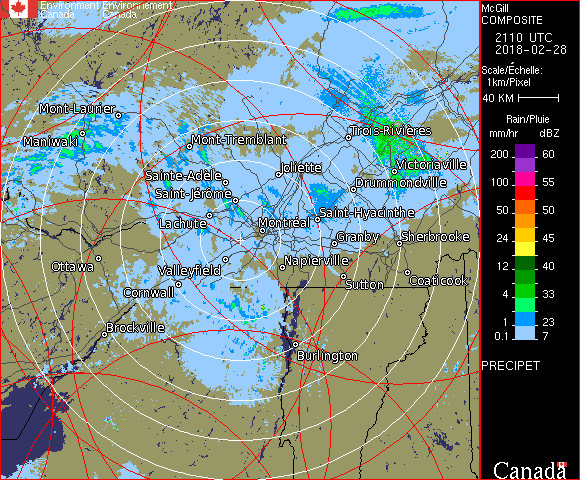 Environment Environnement
Canada Canada
McGill
COMPOSITE
2110 UTC
2018-02-28
Scale/Échelle:
1km/Pixel
40 KM
Rain/Pluie
mm/hr dBZ
200 60
100 55
50 50
24 45
12 40
4 33
1 23
0.1 7
PRECIPET
Canada
Mont-Laurier
Maniwaki
Mont-Tremblant
Trois-Rivières
Joliette
Victoriaville
Sainte-Adèle
Drummondville
Saint-Jérôme
Saint-Hyacinthe
Lachute
Montréal
Granby
Sherbrooke
Ottawa
Valleyfield
Napierville
Sutton
Coaticook
Cornwall
Brockville
Burlington